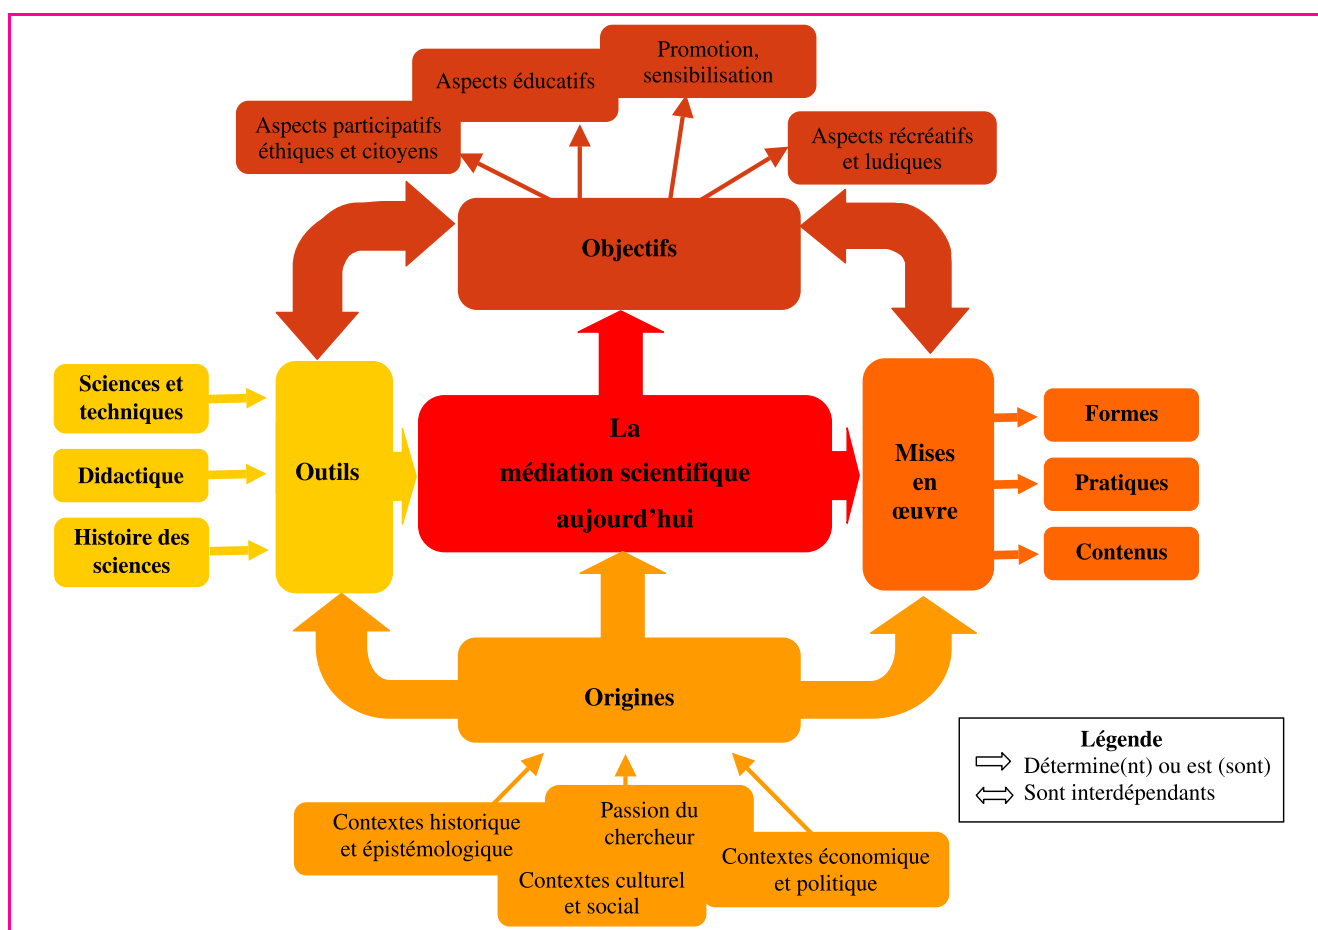 Promotion,
sensibilisation
Aspects éducatifs
Aspects participatifs
éthiques et citoyens
Aspects récréatifs
et ludiques
Objectifs
Sciences et
techniques
Didactique
Histoire des
sciences
Outils
La
médiation scientifique
aujourd’hui
Mises
en
œuvre
Formes
Pratiques
Contenus
Origines
Contextes historique
et épistémologique
Passion du
chercheur
Contextes culturel
et social
Contextes économique
et politique
Légende
Détermine(nt) ou est (sont)
Sont interdépendants